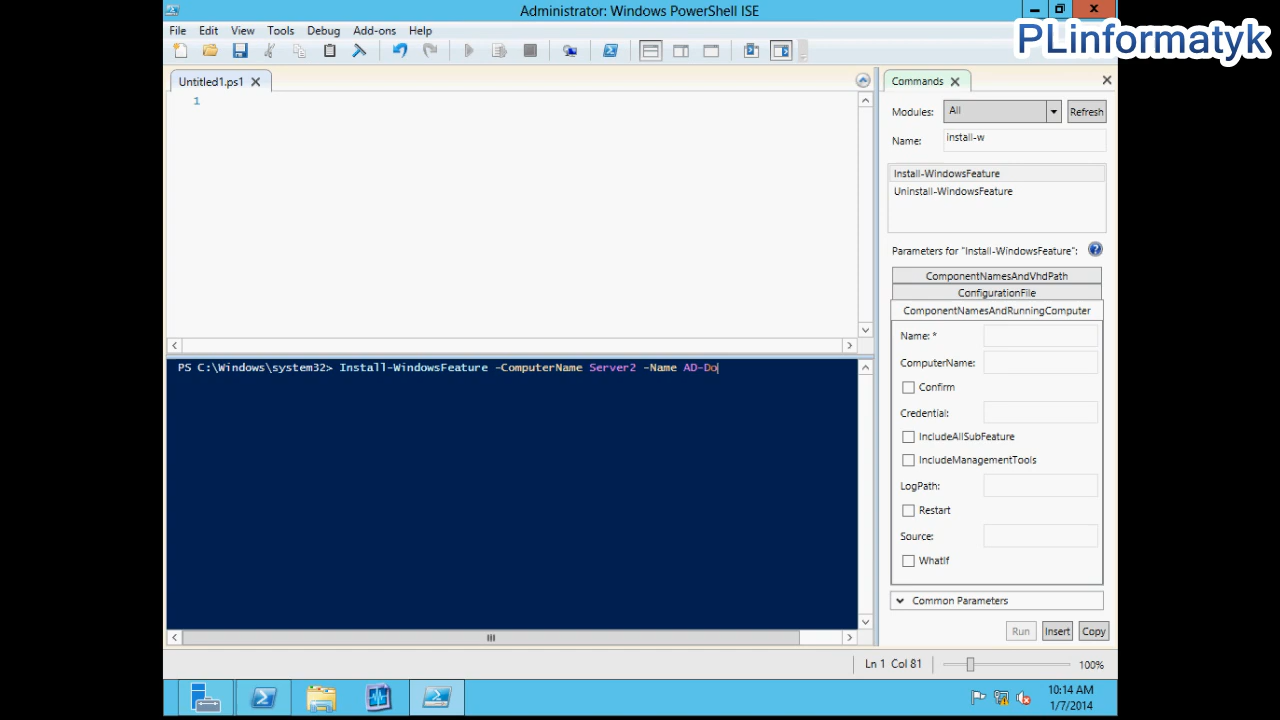 Administrator: Windows PowerShell ISE
PLinformatyk
File Edit View Tools Debug Add-ons Help
Untitled1.ps1
1
Commands
Modules: All Refresh
Name: install-w
Install-WindowsFeature
Uninstall-WindowsFeature
Parameters for "Install-WindowsFeature":
ComponentNamesAndVhdPath
ConfigurationFile
ComponentNamesAndRunningComputer
Name: *
ComputerName:
Confirm
Credential:
IncludeAllSubFeature
IncludeManagementTools
LogPath:
Restart
Source:
WhatIf
Common Parameters
Run Insert Copy
PS C:\Windows\system32> Install-WindowsFeature -ComputerName Server2 -Name AD-Do
Ln 1 Col 81
100%
10:14 AM
1/7/2014